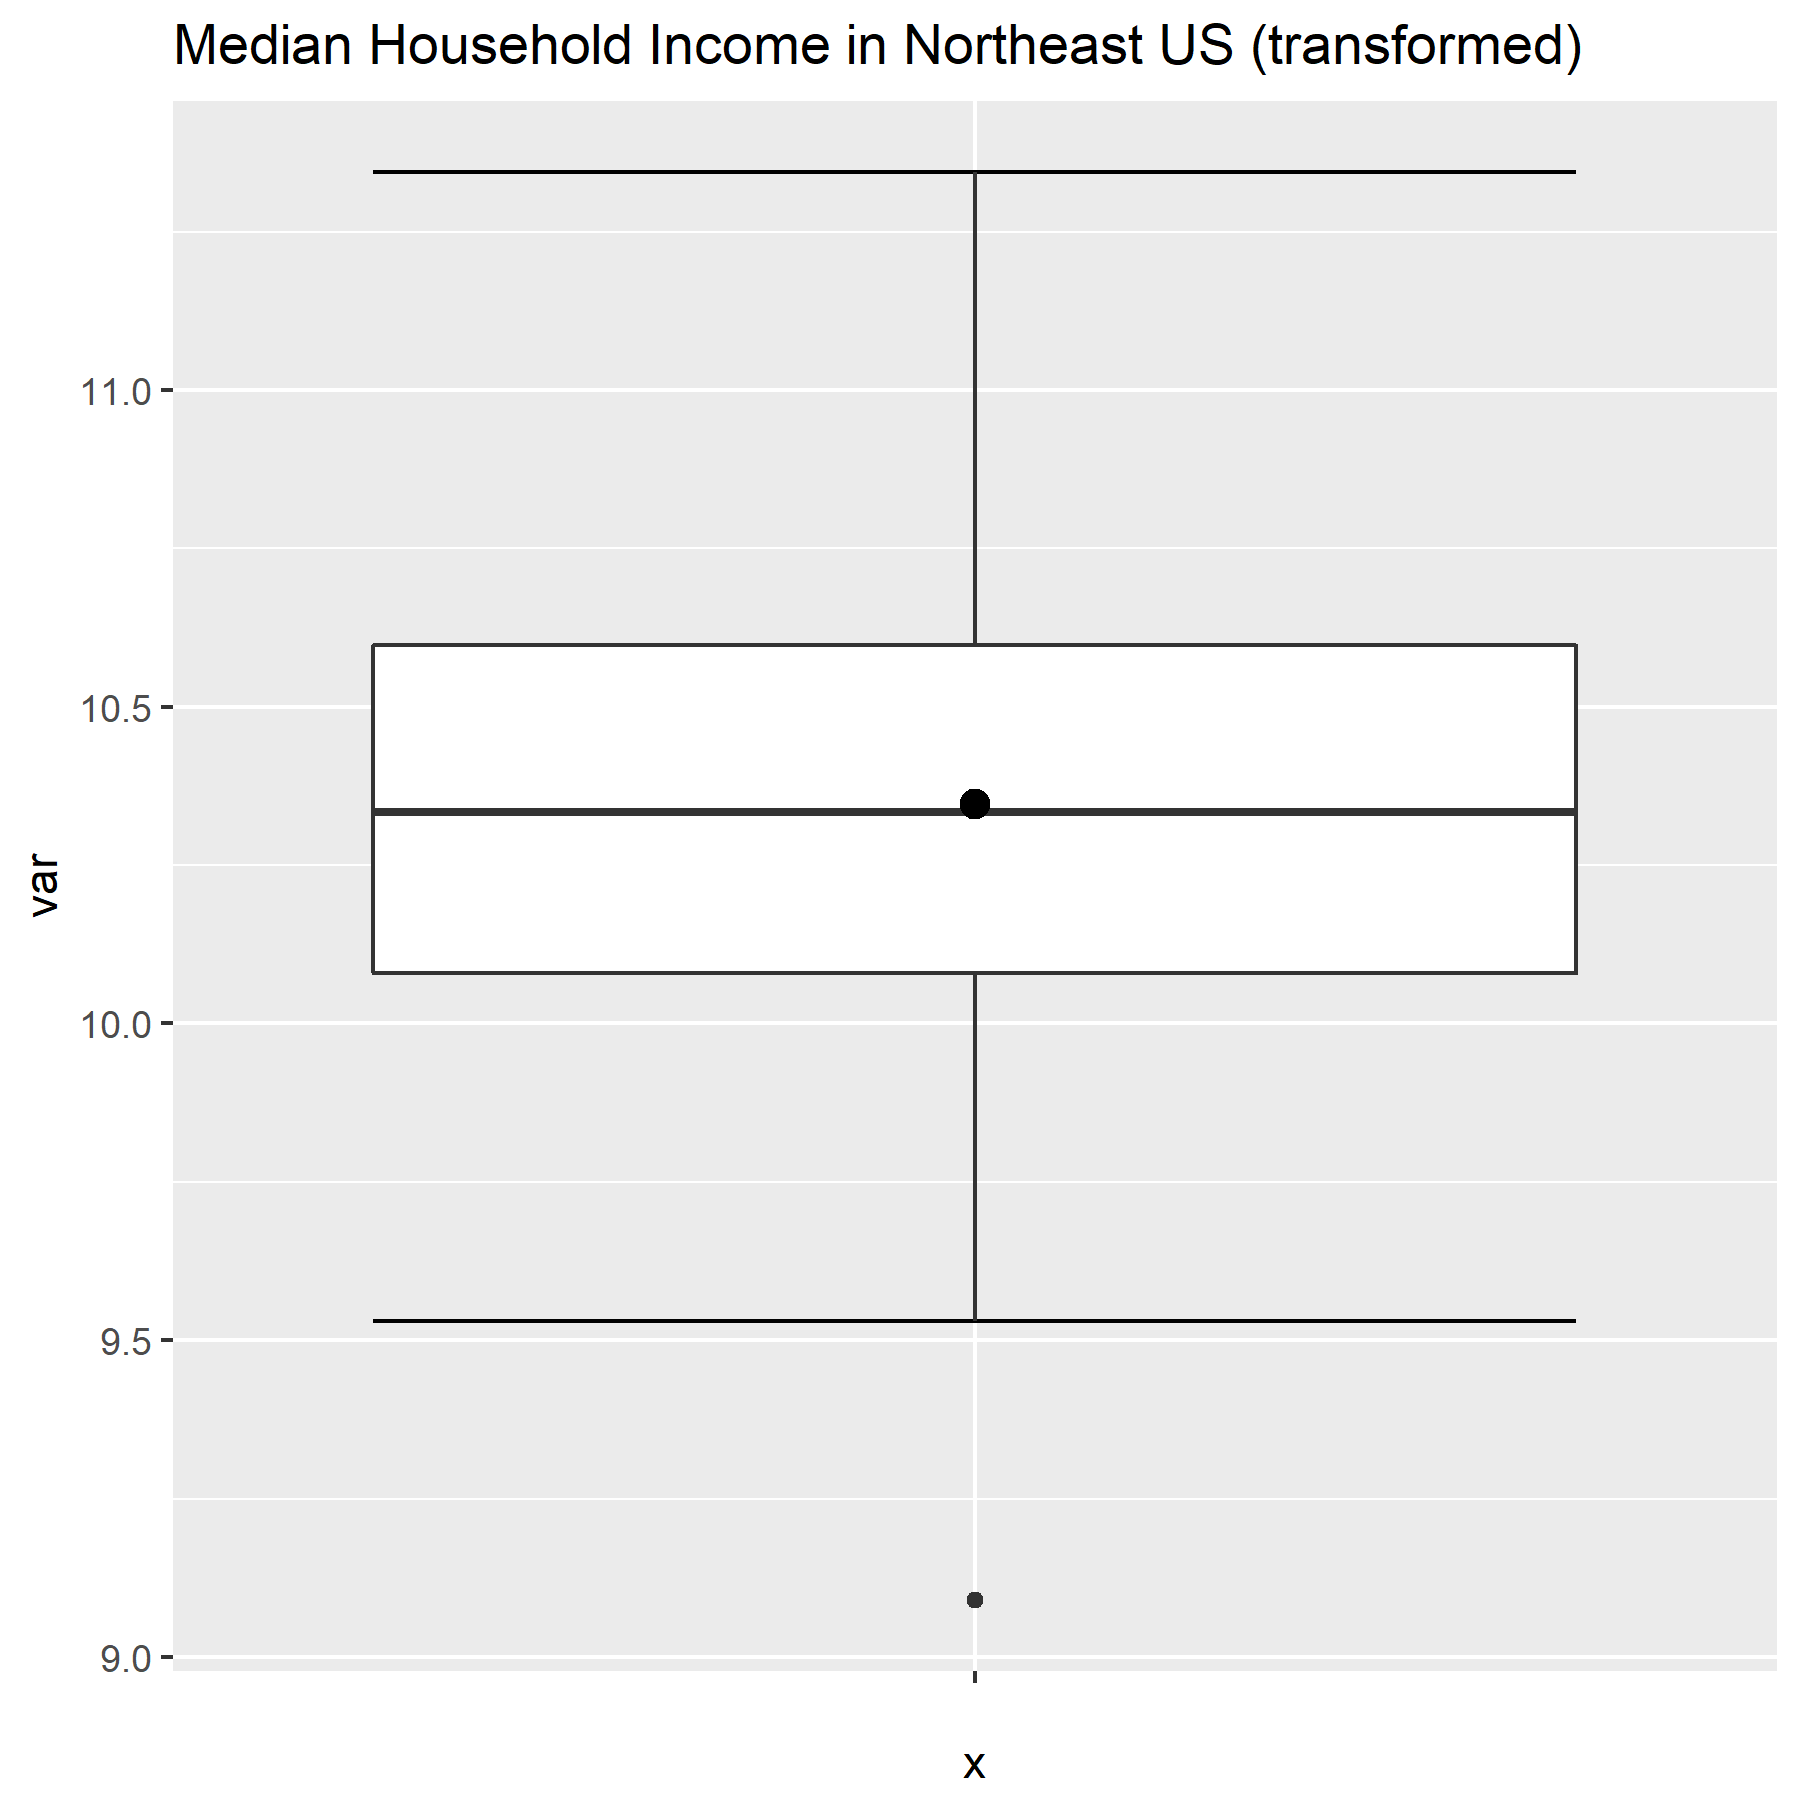 Median Household Income in Northeast US (transformed)
11.0
10.5
10.0
9.5
9.0
var
x